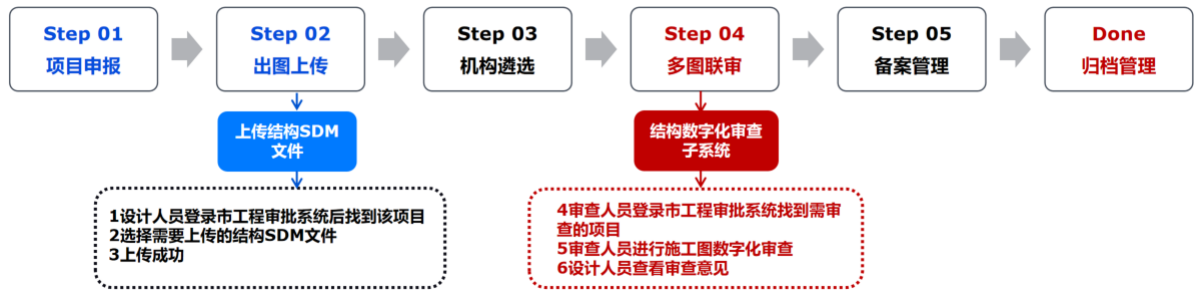 Step 01
项目申报
Step 02
出图上传
Step 03
机构遴选
Step 04
多图联审
Step 05
备案管理
Done
归档管理
上传结构SDM
文件
结构数字化审查
子系统
1设计人员登录市工程审批系统后找到该项目
2选择需要上传的结构SDM文件
3上传成功
4审查人员登录市工程审批系统找到需审
查的项目
5审查人员进行施工图数字化审查
6设计人员查看审查意见